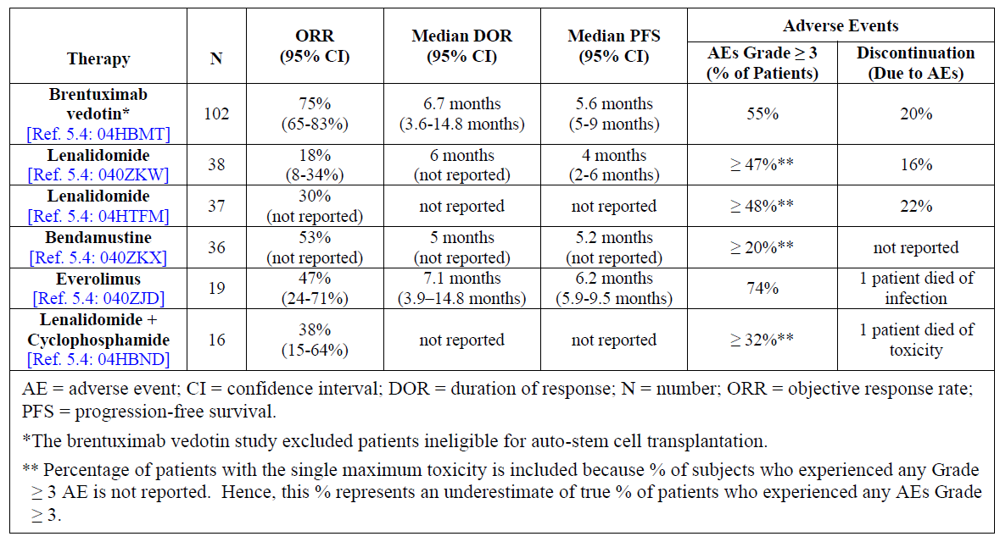 Therapy
N
ORR
(95% CI)
Median DOR
(95% CI)
Median PFS
(95% CI)
Adverse Events
AEs Grade ≥ 3
(% of Patients)
Discontinuation
(Due to AEs)
Brentuximab
vedotin*
[Ref. 5.4: 04HBMT]
102
75%
(65-83%)
6.7 months
(3.6-14.8 months)
5.6 months
(5-9 months)
55%
20%
Lenalidomide
[Ref. 5.4: 040ZKW]
38
18%
(8-34%)
6 months
(not reported)
4 months
(2-6 months)
≥ 47%**
16%
Lenalidomide
[Ref. 5.4: 04HTFM]
37
30%
(not reported)
not reported
not reported
≥ 48%**
22%
Bendamustine
[Ref. 5.4: 040ZKX]
36
53%
(not reported)
5 months
(not reported)
5.2 months
(not reported)
≥ 20%**
not reported
Everolimus
[Ref. 5.4: 040ZJD]
19
47%
(24-71%)
7.1 months
(3.9–14.8 months)
6.2 months
(5.9-9.5 months)
74%
1 patient died of
infection
Lenalidomide +
Cyclophosphamide
[Ref. 5.4: 04HBND]
16
38%
(15-64%)
not reported
not reported
≥ 32%**
1 patient died of
toxicity
AE = adverse event; CI = confidence interval; DOR = duration of response; N = number; ORR = objective response rate;
PFS = progression-free survival.
*The brentuximab vedotin study excluded patients ineligible for auto-stem cell transplantation.
** Percentage of patients with the single maximum toxicity is included because % of subjects who experienced any Grade
≥ 3 AE is not reported.  Hence, this % represents an underestimate of true % of patients who experienced any AEs Grade
≥ 3.